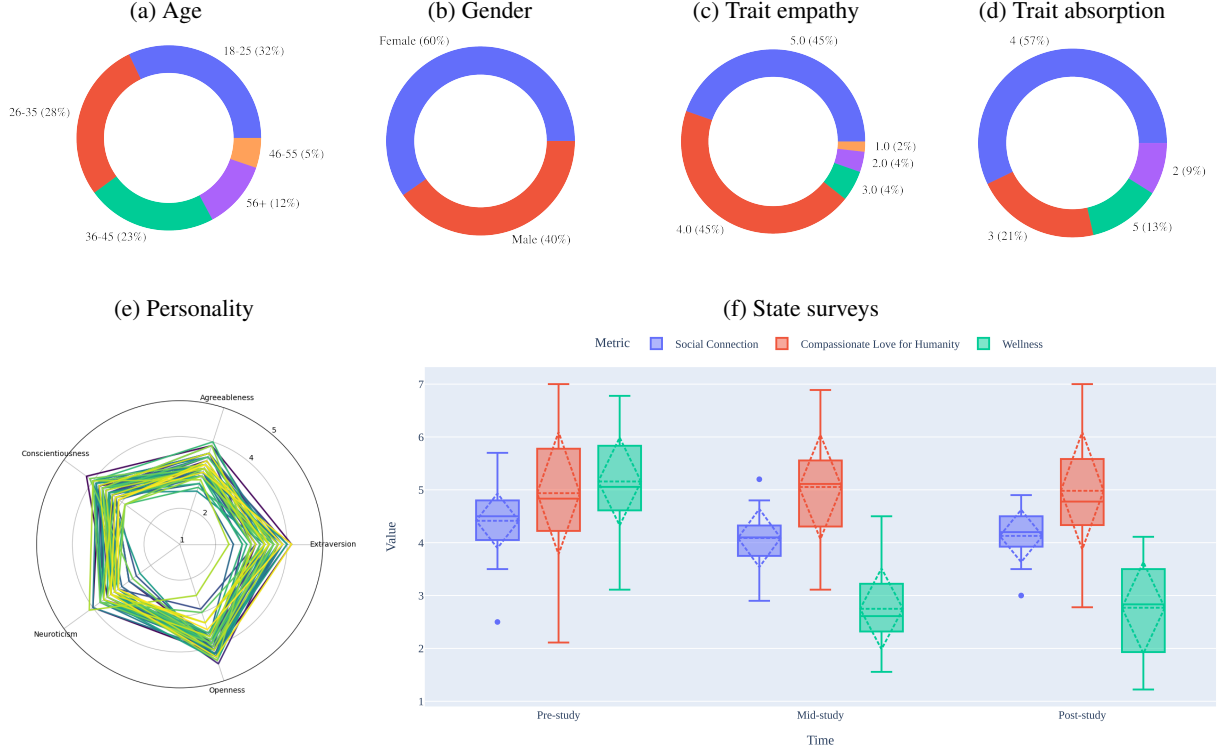 (a) Age
(b) Gender
(c) Trait empathy
(d) Trait absorption
18-25 (32%)
26-35 (28%)
46-55 (5%)
56+ (12%)
36-45 (23%)
Female (60%)
Male (40%)
5.0 (45%)
1.0 (2%)
2.0 (4%)
3.0 (4%)
4.0 (45%)
4 (57%)
2 (9%)
5 (13%)
3 (21%)
(e) Personality
Agreeableness
Conscientiousness
5
4
2
1
Extraversion
Neuroticism
Openness
(f) State surveys
Metric
Social Connection
Compassionate Love for Humanity
Wellness
7
6
5
4
3
2
1
Value
Pre-study
Mid-study
Post-study
Time